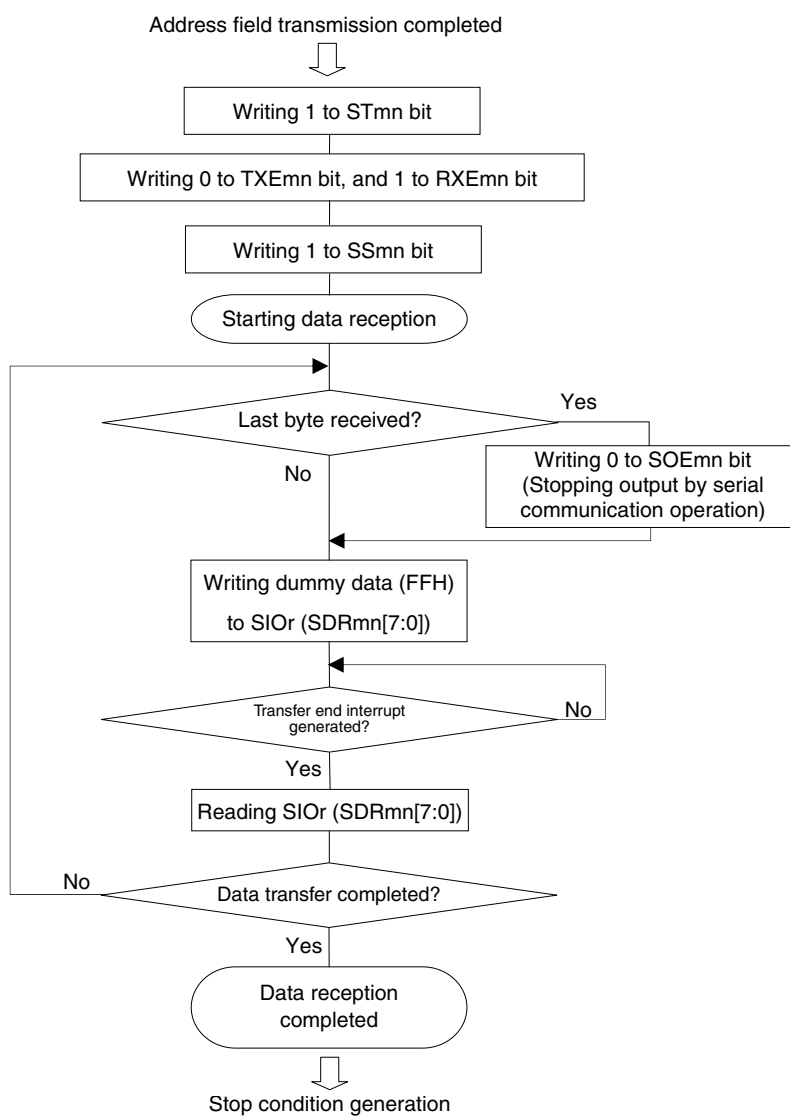 Address field transmission completed
Writing 1 to STmn bit
Writing 0 to TXEmn bit, and 1 to RXEmn bit
Writing 1 to SSmn bit
Starting data reception
Last byte received?
Yes
No
Writing 0 to SOEmn bit
(Stopping output by serial
communication operation)
Writing dummy data (FFH)
to SIOr (SDRmn[7:0])
Transfer end interrupt
generated?
No
Yes
Reading SIOr (SDRmn[7:0])
No
Data transfer completed?
Yes
Data reception
completed
Stop condition generation